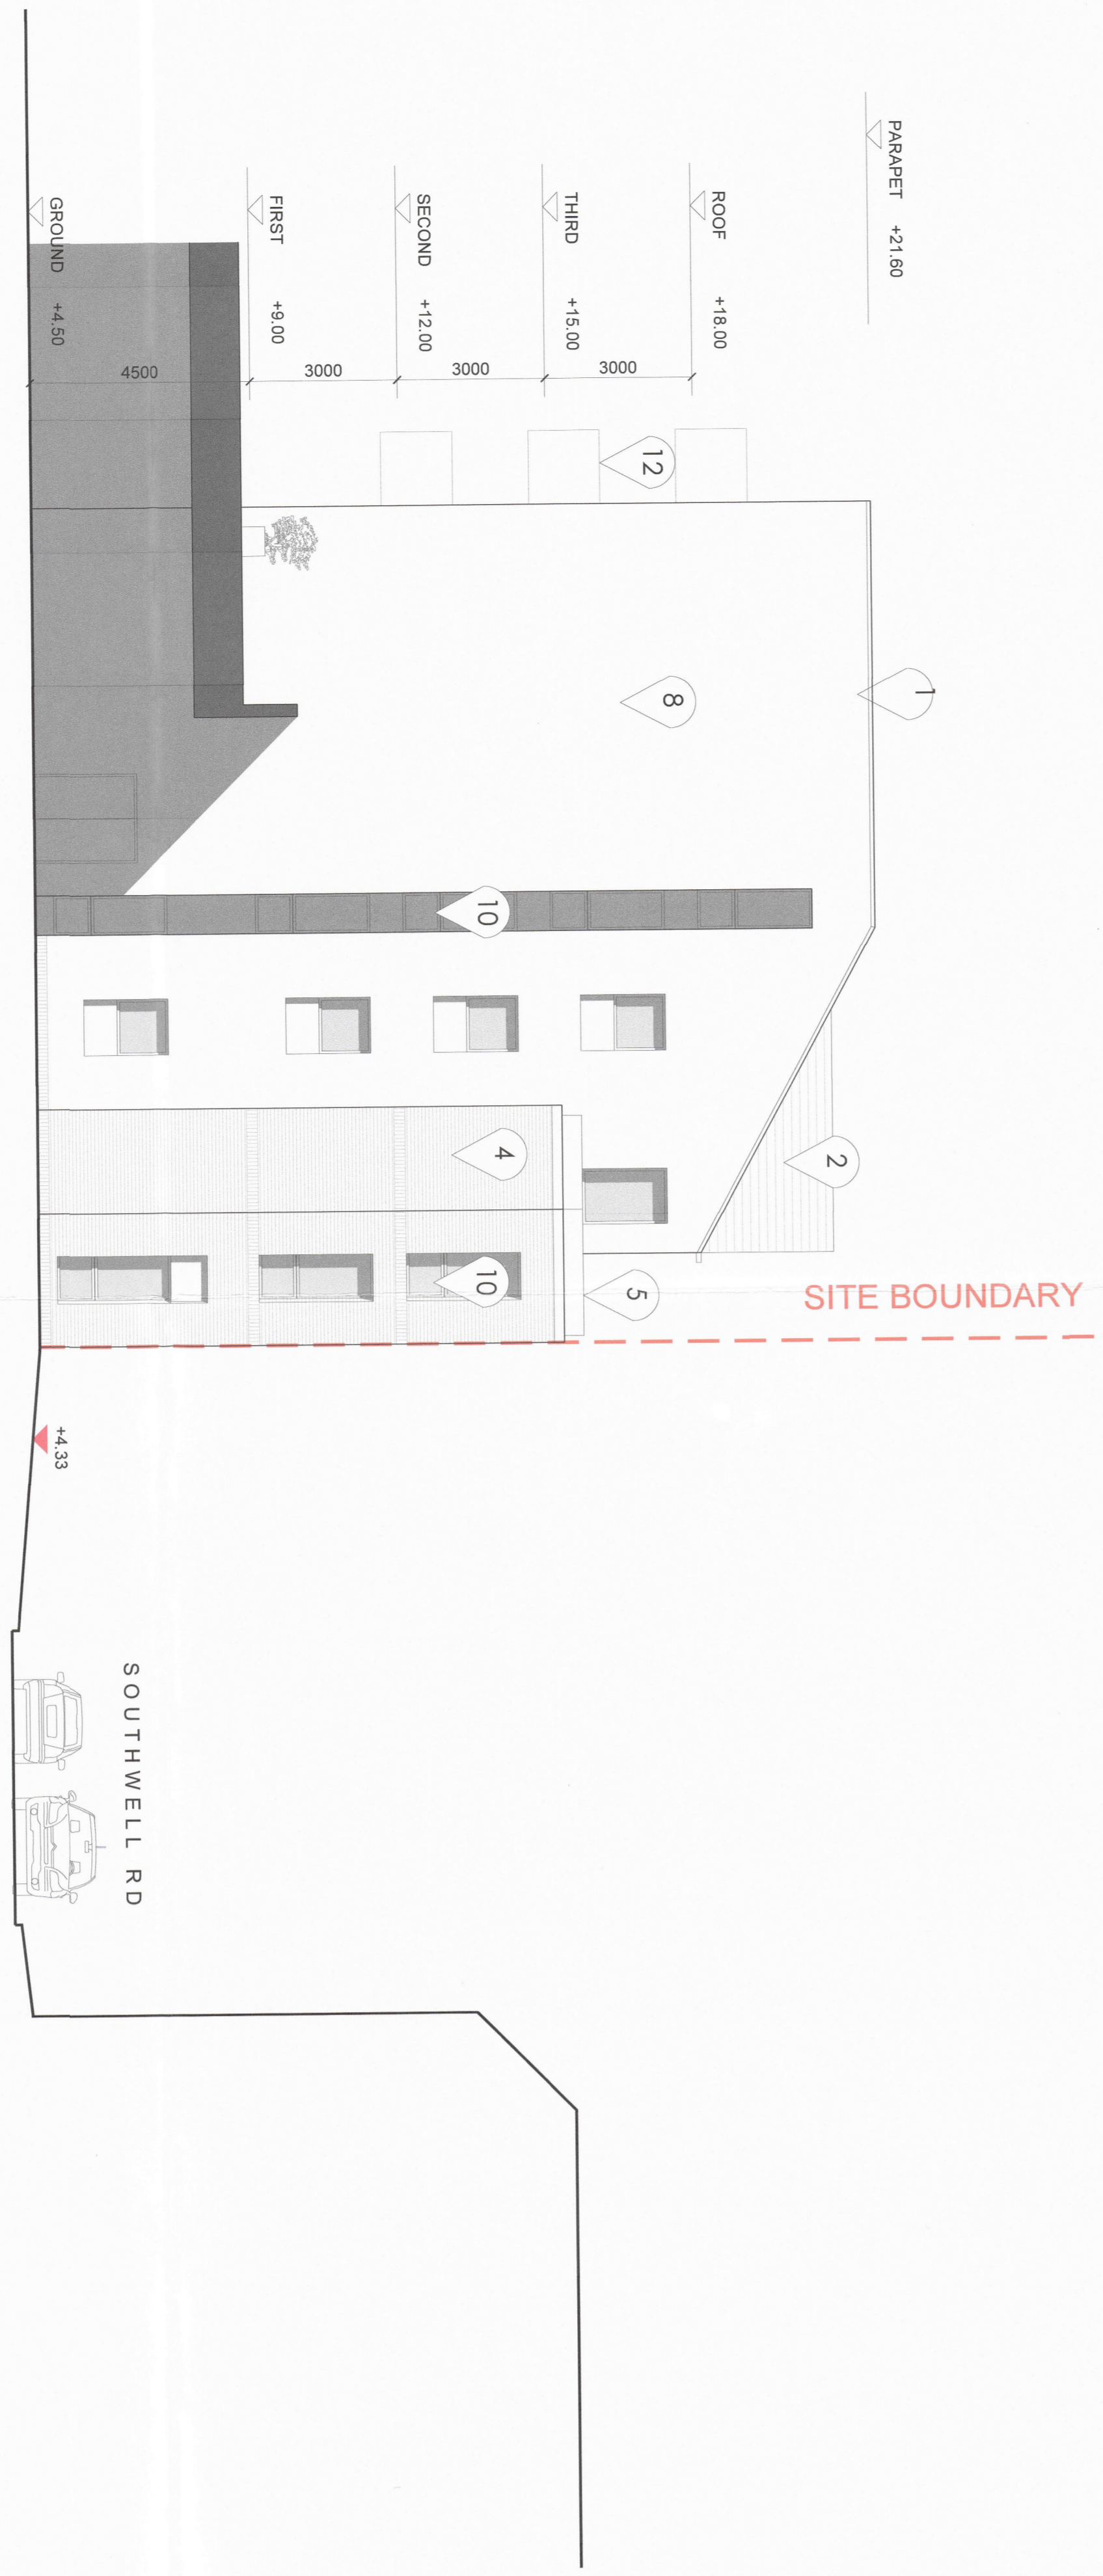 PARAPET +21.60
ROOF +18.00
THIRD +15.00
SECOND +12.00
FIRST +9.00
GROUND +4.50
3000
3000
3000
4500
12
1
8
10
2
4
10
5
SITE BOUNDARY
+4.33
SOUTHWELL RD